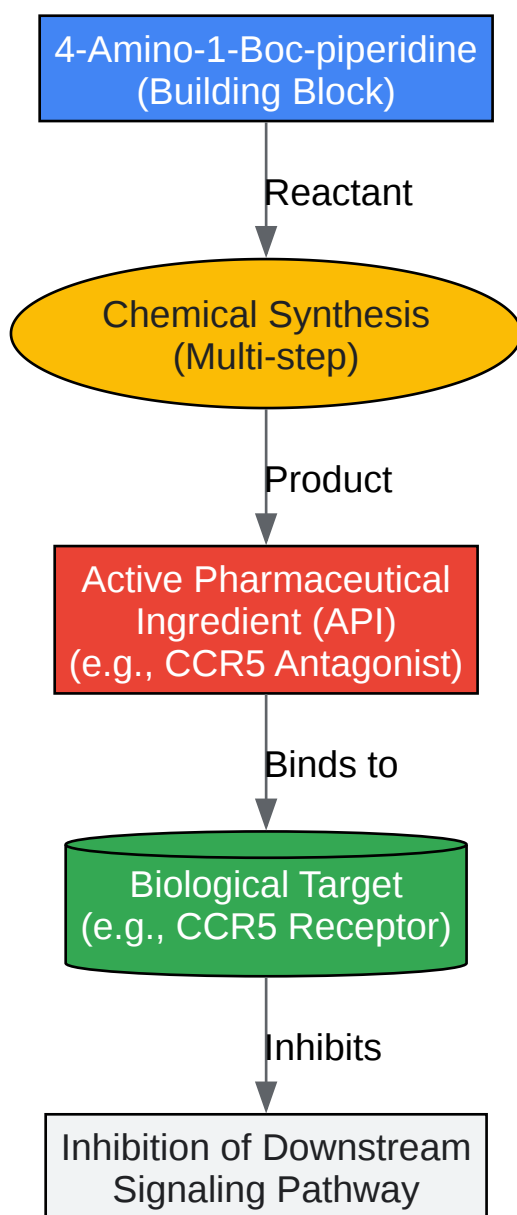 4-Amino-1-Boc-piperidine
(Building Block)
Reactant
Chemical Synthesis
(Multi-step)
Product
Active Pharmaceutical
Ingredient (API)
(e.g., CCR5 Antagonist)
Binds to
Biological Target
(e.g., CCR5 Receptor)
Inhibits
Inhibition of Downstream
Signaling Pathway